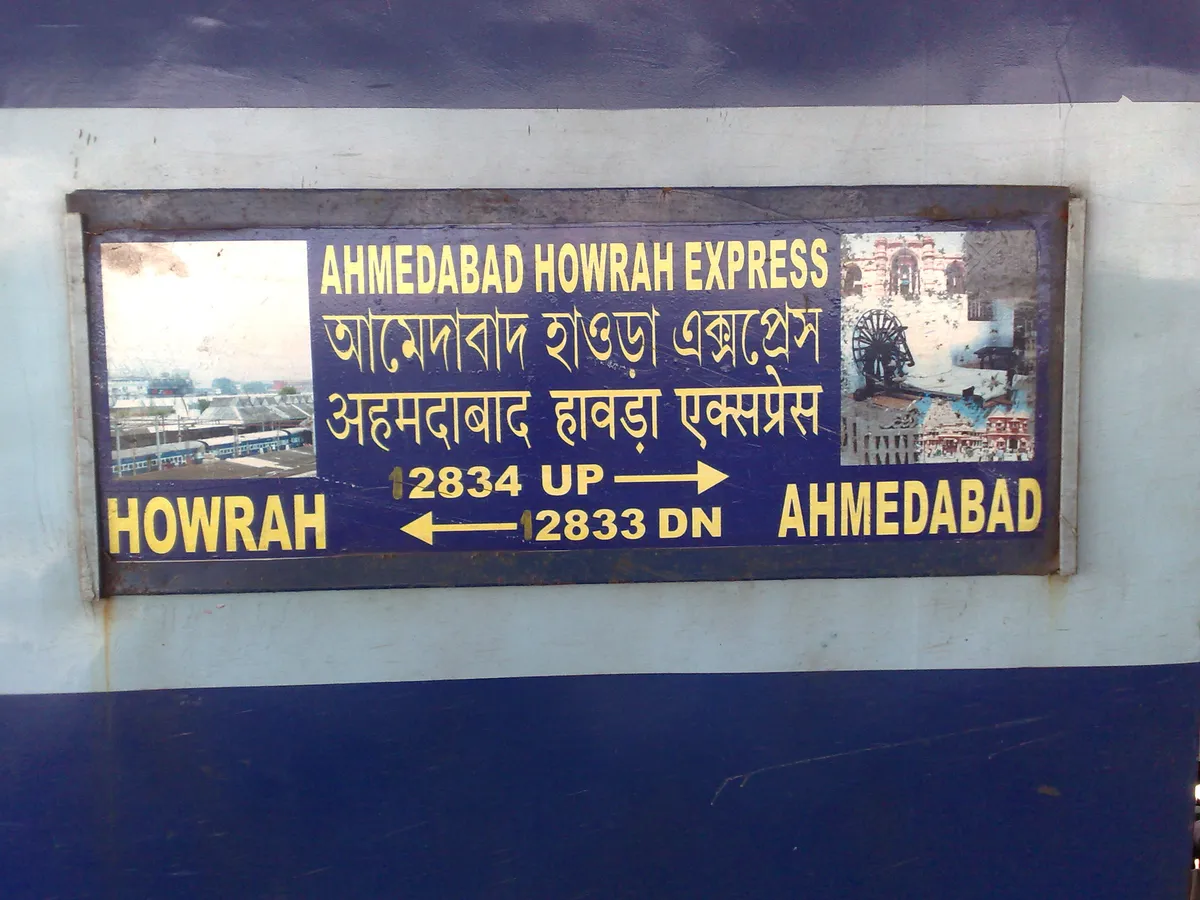 AHMEDABAD HOWRAH EXPRESS
আমেদাবাদ হাওড়া এক্সপ্রেস
अहमदाबाद हावड़ा एक्सप्रेस
12834 UP
12833 DN
HOWRAH
AHMEDABAD